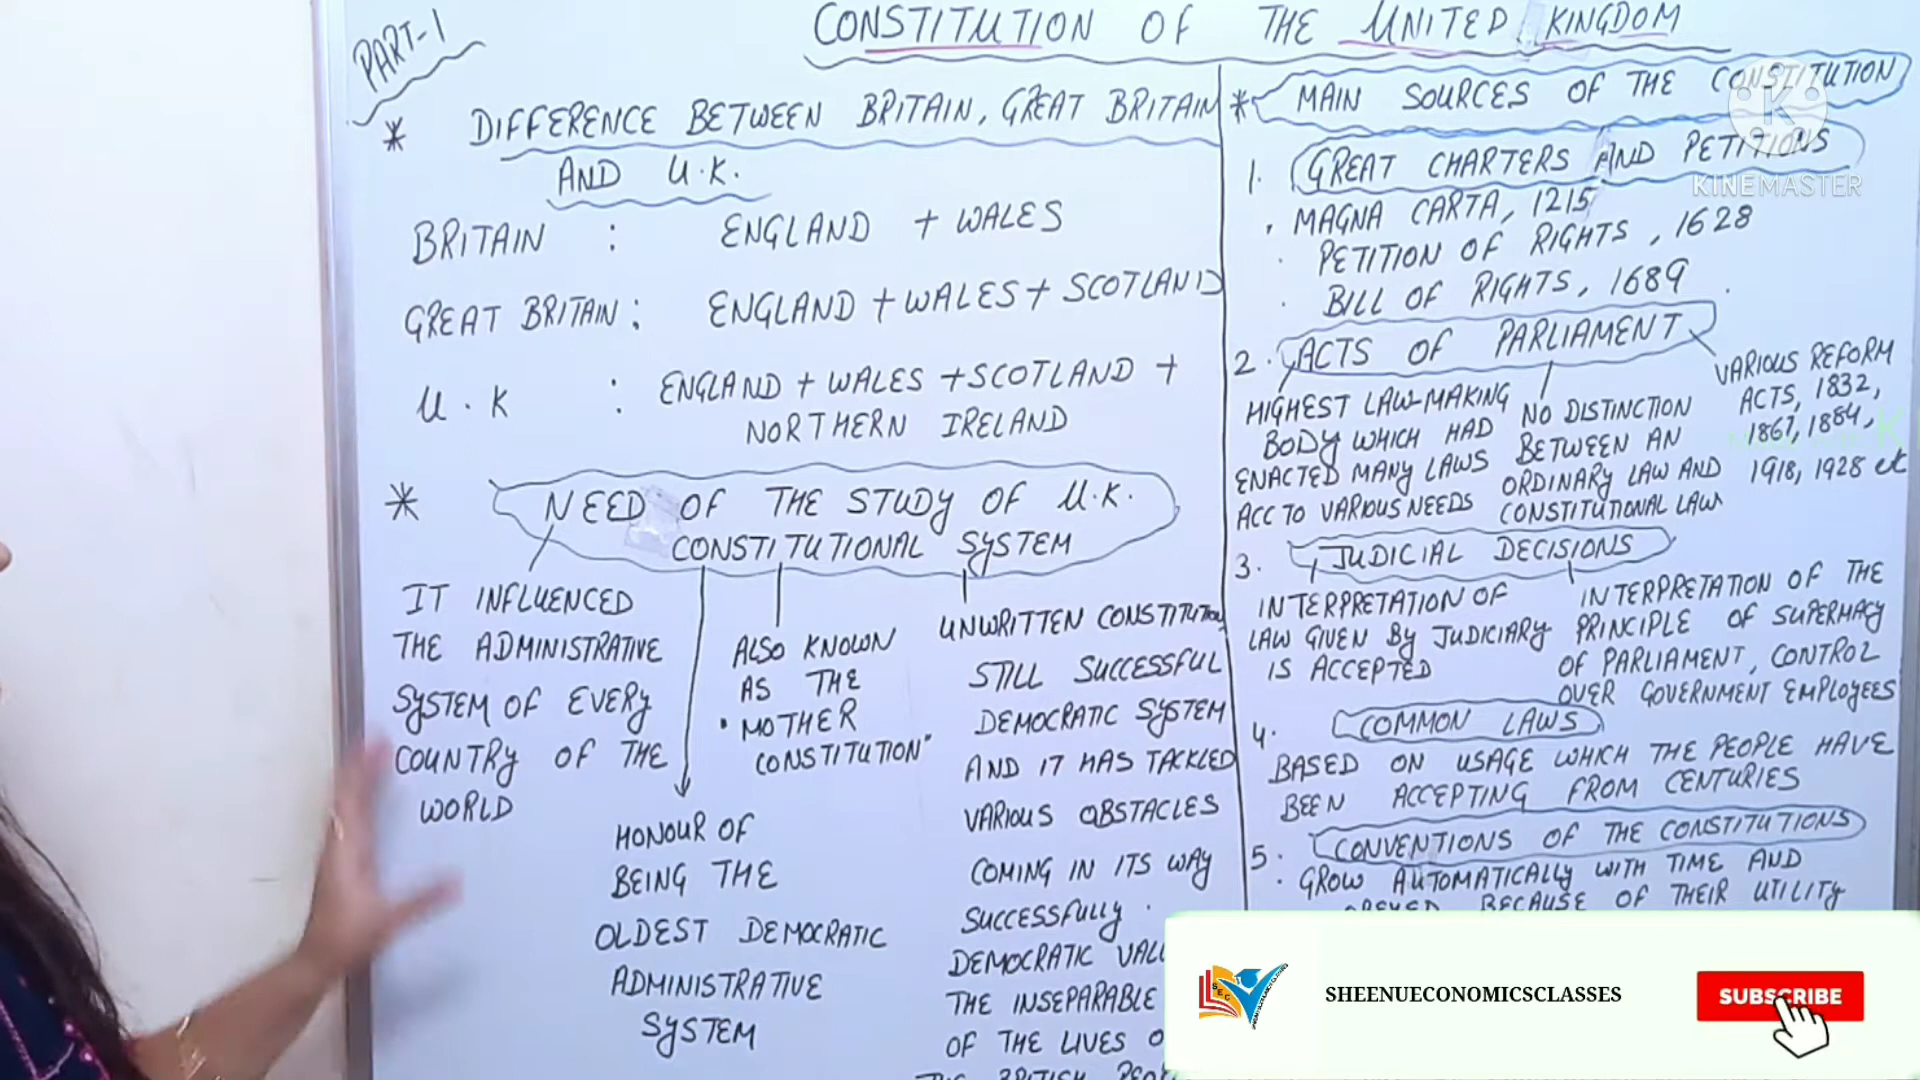 PART-1
CONSTITUTION OF THE UNITED KINGDOM
* DIFFERENCE BETWEEN BRITAIN, GREAT BRITAIN
AND U.K.
BRITAIN : ENGLAND + WALES
GREAT BRITAIN : ENGLAND + WALES + SCOTLAND
U.K : ENGLAND + WALES + SCOTLAND +
NORTHERN IRELAND
* NEED OF THE STUDY OF U.K.
CONSTITUTIONAL SYSTEM
IT INFLUENCED
THE ADMINISTRATIVE
SYSTEM OF EVERY
COUNTRY OF THE
WORLD
HONOUR OF
BEING THE
OLDEST DEMOCRATIC
ADMINISTRATIVE
SYSTEM
ALSO KNOWN
AS THE
"MOTHER
CONSTITUTION"
UNWRITTEN CONSTITUTION
STILL SUCCESSFUL
DEMOCRATIC SYSTEM
AND IT HAS TACKLED
VARIOUS OBSTACLES
COMING IN ITS WAY
SUCCESSFULLY.
DEMOCRATIC
THE INSEPARABLE
OF THE LIVES
THE BRITISH
* MAIN SOURCES OF THE CONSTITUTION
1. GREAT CHARTERS AND PETITIONS
. MAGNA CARTA, 1215
. PETITION OF RIGHTS, 1628
. BILL OF RIGHTS, 1689.
2. ACTS OF PARLIAMENT
HIGHEST LAW-MAKING
BODY WHICH HAD
ENACTED MANY LAWS
ACC TO VARIOUS NEEDS
NO DISTINCTION
BETWEEN AN
ORDINARY LAW AND
CONSTITUTIONAL LAW
VARIOUS REFORM
ACTS, 1832,
1867, 1884,
1918, 1928 etc
3. JUDICIAL DECISIONS
INTERPRETATION OF
LAW GIVEN BY JUDICIARY
IS ACCEPTED
INTERPRETATION OF THE
PRINCIPLE OF SUPERMACY
OF PARLIAMENT, CONTROL
OVER GOVERNMENT EMPLOYEES
4. COMMON LAWS
BASED ON USAGE WHICH THE PEOPLE HAVE
BEEN ACCEPTING FROM CENTURIES
5. CONVENTIONS OF THE CONSTITUTIONS
. GROW AUTOMATICALLY WITH TIME AND
BECAUSE OF THEIR UTILITY
K
KINEMASTER
SEC
SHEENUECONOMICSCLASSES
SUBSCRIBE